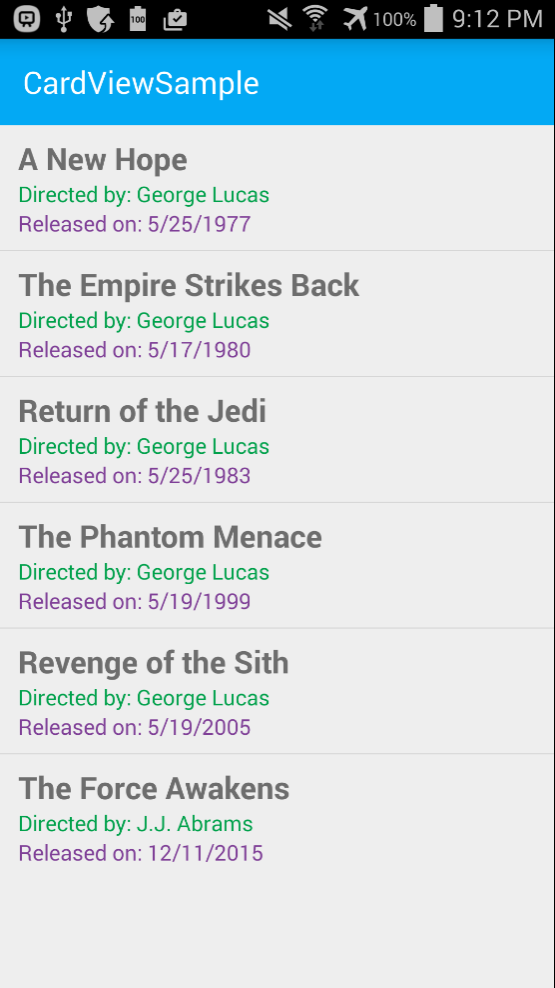 100
100%
9:12 PM
CardViewSample
A New Hope
Directed by: George Lucas
Released on: 5/25/1977
The Empire Strikes Back
Directed by: George Lucas
Released on: 5/17/1980
Return of the Jedi
Directed by: George Lucas
Released on: 5/25/1983
The Phantom Menace
Directed by: George Lucas
Released on: 5/19/1999
Revenge of the Sith
Directed by: George Lucas
Released on: 5/19/2005
The Force Awakens
Directed by: J.J. Abrams
Released on: 12/11/2015